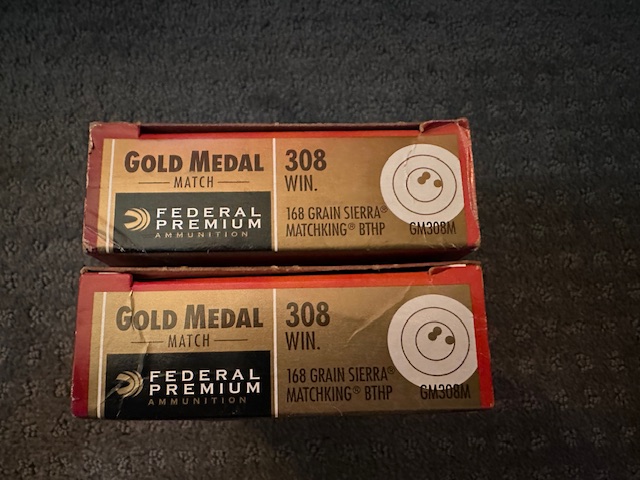 GOLD MEDAL
MATCH
FEDERAL
PREMIUM
AMMUNITION
308
WIN.
168 GRAIN SIERRA®
MATCHKING® BTHP
GM308M
GOLD MEDAL
MATCH
FEDERAL
PREMIUM
AMMUNITION
308
WIN.
168 GRAIN SIERRA®
MATCHKING® BTHP
GM308M